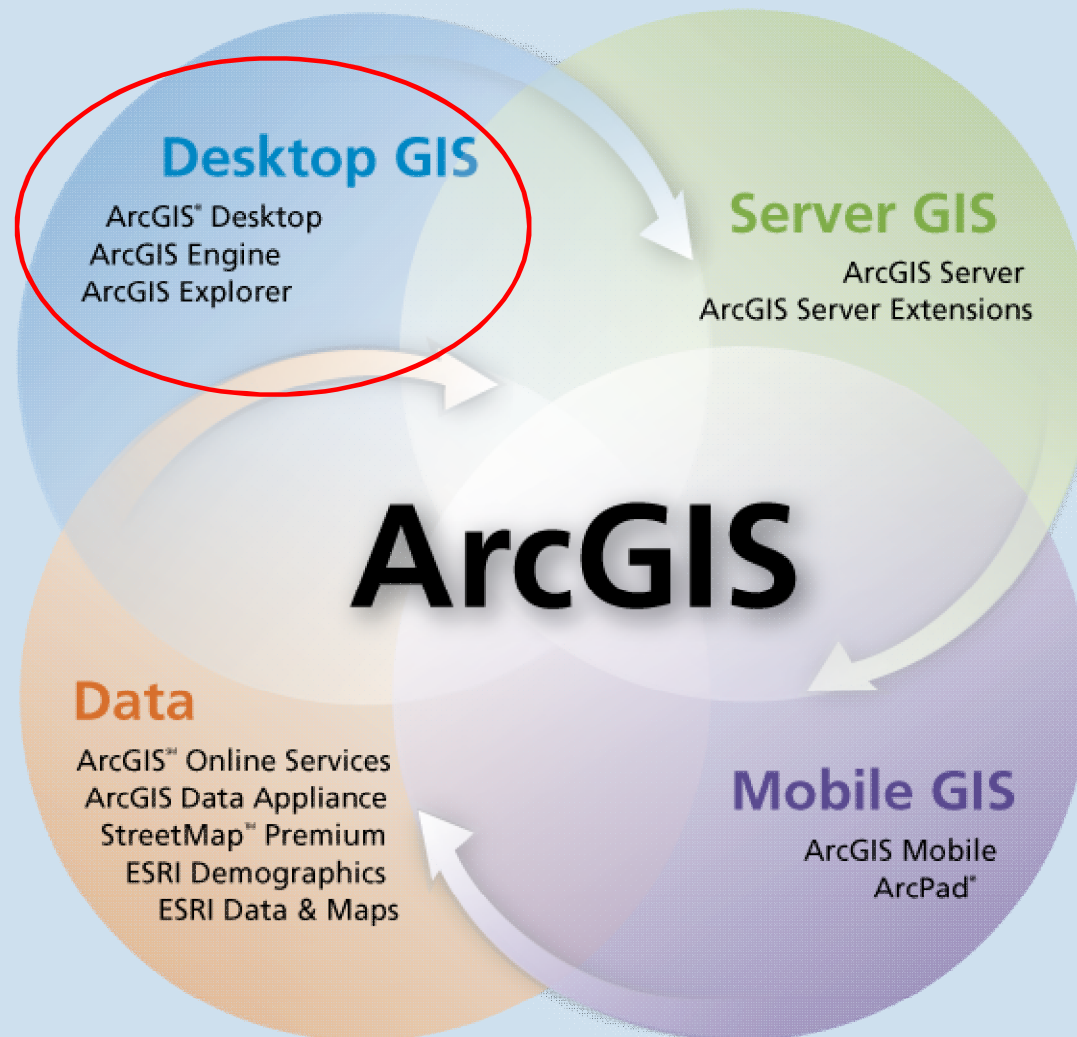 Desktop GIS
ArcGIS® Desktop
ArcGIS Engine
ArcGIS Explorer
Server GIS
ArcGIS Server
ArcGIS Server Extensions
ArcGIS
Data
ArcGIS℠ Online Services
ArcGIS Data Appliance
StreetMap™ Premium
ESRI Demographics
ESRI Data & Maps
Mobile GIS
ArcGIS Mobile
ArcPad®